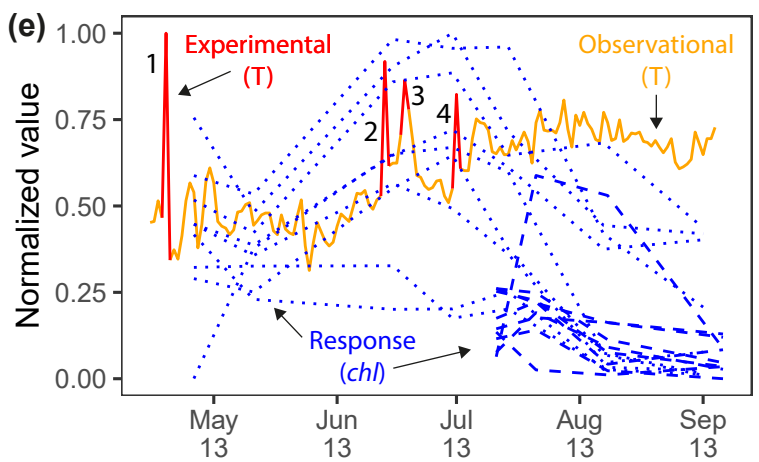 (e)
1.00
0.75
0.50
0.25
0.00
Normalized value
1
Experimental
(T)
2
3
4
Observational
(T)
Response
(chl)
May
13
Jun
13
Jul
13
Aug
13
Sep
13